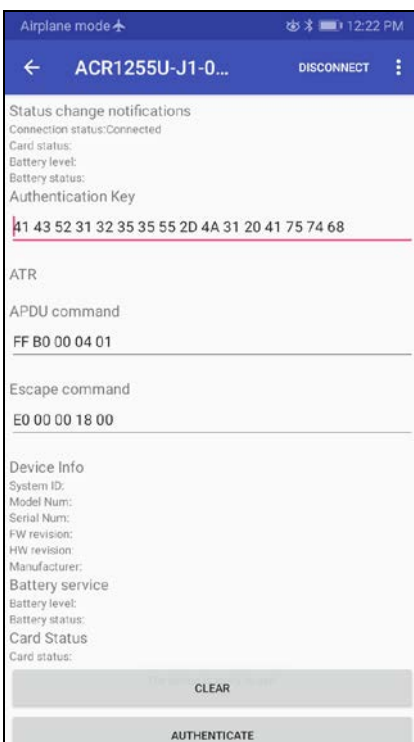 Airplane mode 12:22 PM
ACR1255U-J1-0... DISCONNECT
Status change notifications
Connection status:Connected
Card status:
Battery level:
Battery status:
Authentication Key
41 43 52 31 32 35 35 55 2D 4A 31 20 41 75 74 68
ATR
APDU command
FF B0 00 04 01
Escape command
E0 00 00 18 00
Device Info
System ID:
Model Num:
Serial Num:
FW revision:
HW revision:
Manufacturer:
Battery service
Battery level:
Battery status:
Card Status
Card status:
CLEAR
AUTHENTICATE